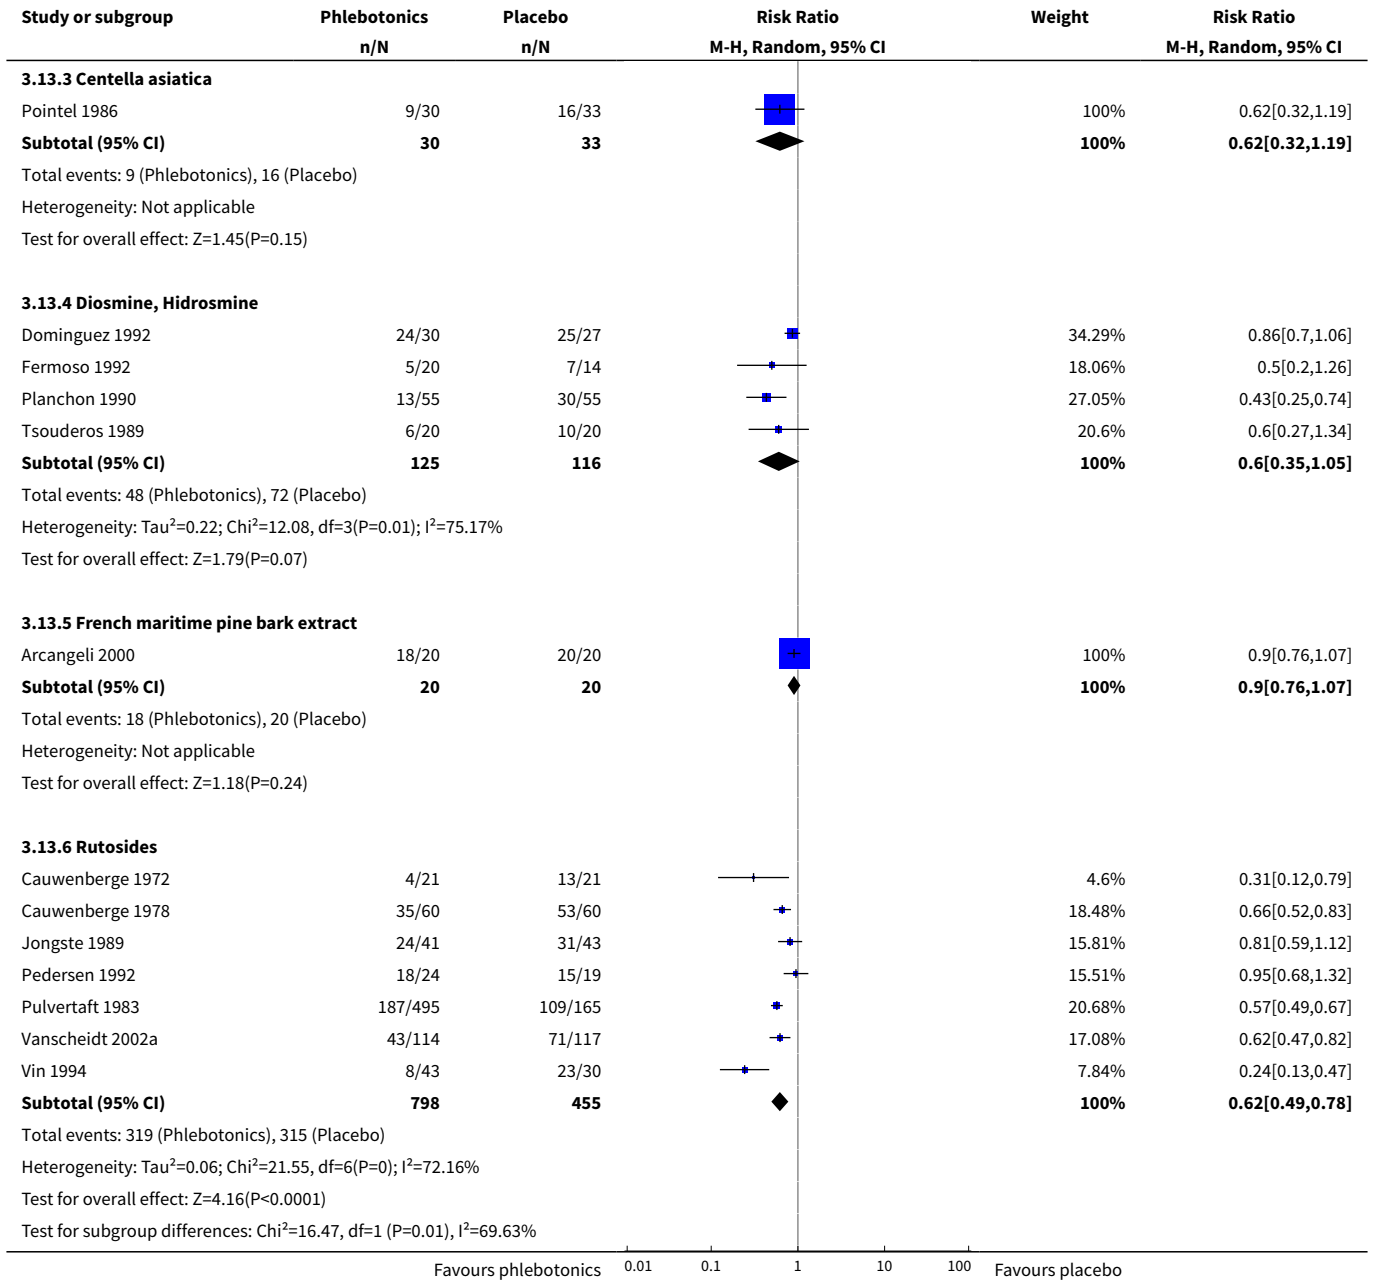 Study or subgroup Phlebotonics Placebo Risk Ratio Weight Risk Ratio
n/N n/N M-H, Random, 95% CI M-H, Random, 95% CI
3.13.3 Centella asiatica
Pointel 1986 9/30 16/33 100% 0.62[0.32,1.19]
Subtotal (95% CI) 30 33 100% 0.62[0.32,1.19]
Total events: 9 (Phlebotonics), 16 (Placebo)
Heterogeneity: Not applicable
Test for overall effect: Z=1.45(P=0.15)
3.13.4 Diosmine, Hidrosmine
Dominguez 1992 24/30 25/27 34.29% 0.86[0.7,1.06]
Fermoso 1992 5/20 7/14 18.06% 0.5[0.2,1.26]
Planchon 1990 13/55 30/55 27.05% 0.43[0.25,0.74]
Tsouderos 1989 6/20 10/20 20.6% 0.6[0.27,1.34]
Subtotal (95% CI) 125 116 100% 0.6[0.35,1.05]
Total events: 48 (Phlebotonics), 72 (Placebo)
Heterogeneity: Tau²=0.22; Chi²=12.08, df=3(P=0.01); I²=75.17%
Test for overall effect: Z=1.79(P=0.07)
3.13.5 French maritime pine bark extract
Arcangeli 2000 18/20 20/20 100% 0.9[0.76,1.07]
Subtotal (95% CI) 20 20 100% 0.9[0.76,1.07]
Total events: 18 (Phlebotonics), 20 (Placebo)
Heterogeneity: Not applicable
Test for overall effect: Z=1.18(P=0.24)
3.13.6 Rutosides
Cauwenberge 1972 4/21 13/21 4.6% 0.31[0.12,0.79]
Cauwenberge 1978 35/60 53/60 18.48% 0.66[0.52,0.83]
Jongste 1989 24/41 31/43 15.81% 0.81[0.59,1.12]
Pedersen 1992 18/24 15/19 15.51% 0.95[0.68,1.32]
Pulvertaft 1983 187/495 109/165 20.68% 0.57[0.49,0.67]
Vanscheidt 2002a 43/114 71/117 17.08% 0.62[0.47,0.82]
Vin 1994 8/43 23/30 7.84% 0.24[0.13,0.47]
Subtotal (95% CI) 798 455 100% 0.62[0.49,0.78]
Total events: 319 (Phlebotonics), 315 (Placebo)
Heterogeneity: Tau²=0.06; Chi²=21.55, df=6(P=0); I²=72.16%
Test for overall effect: Z=4.16(P<0.0001)
Test for subgroup differences: Chi²=16.47, df=1 (P=0.01), I²=69.63%
Favours phlebotonics 0.01 0.1 1 10 100 Favours placebo